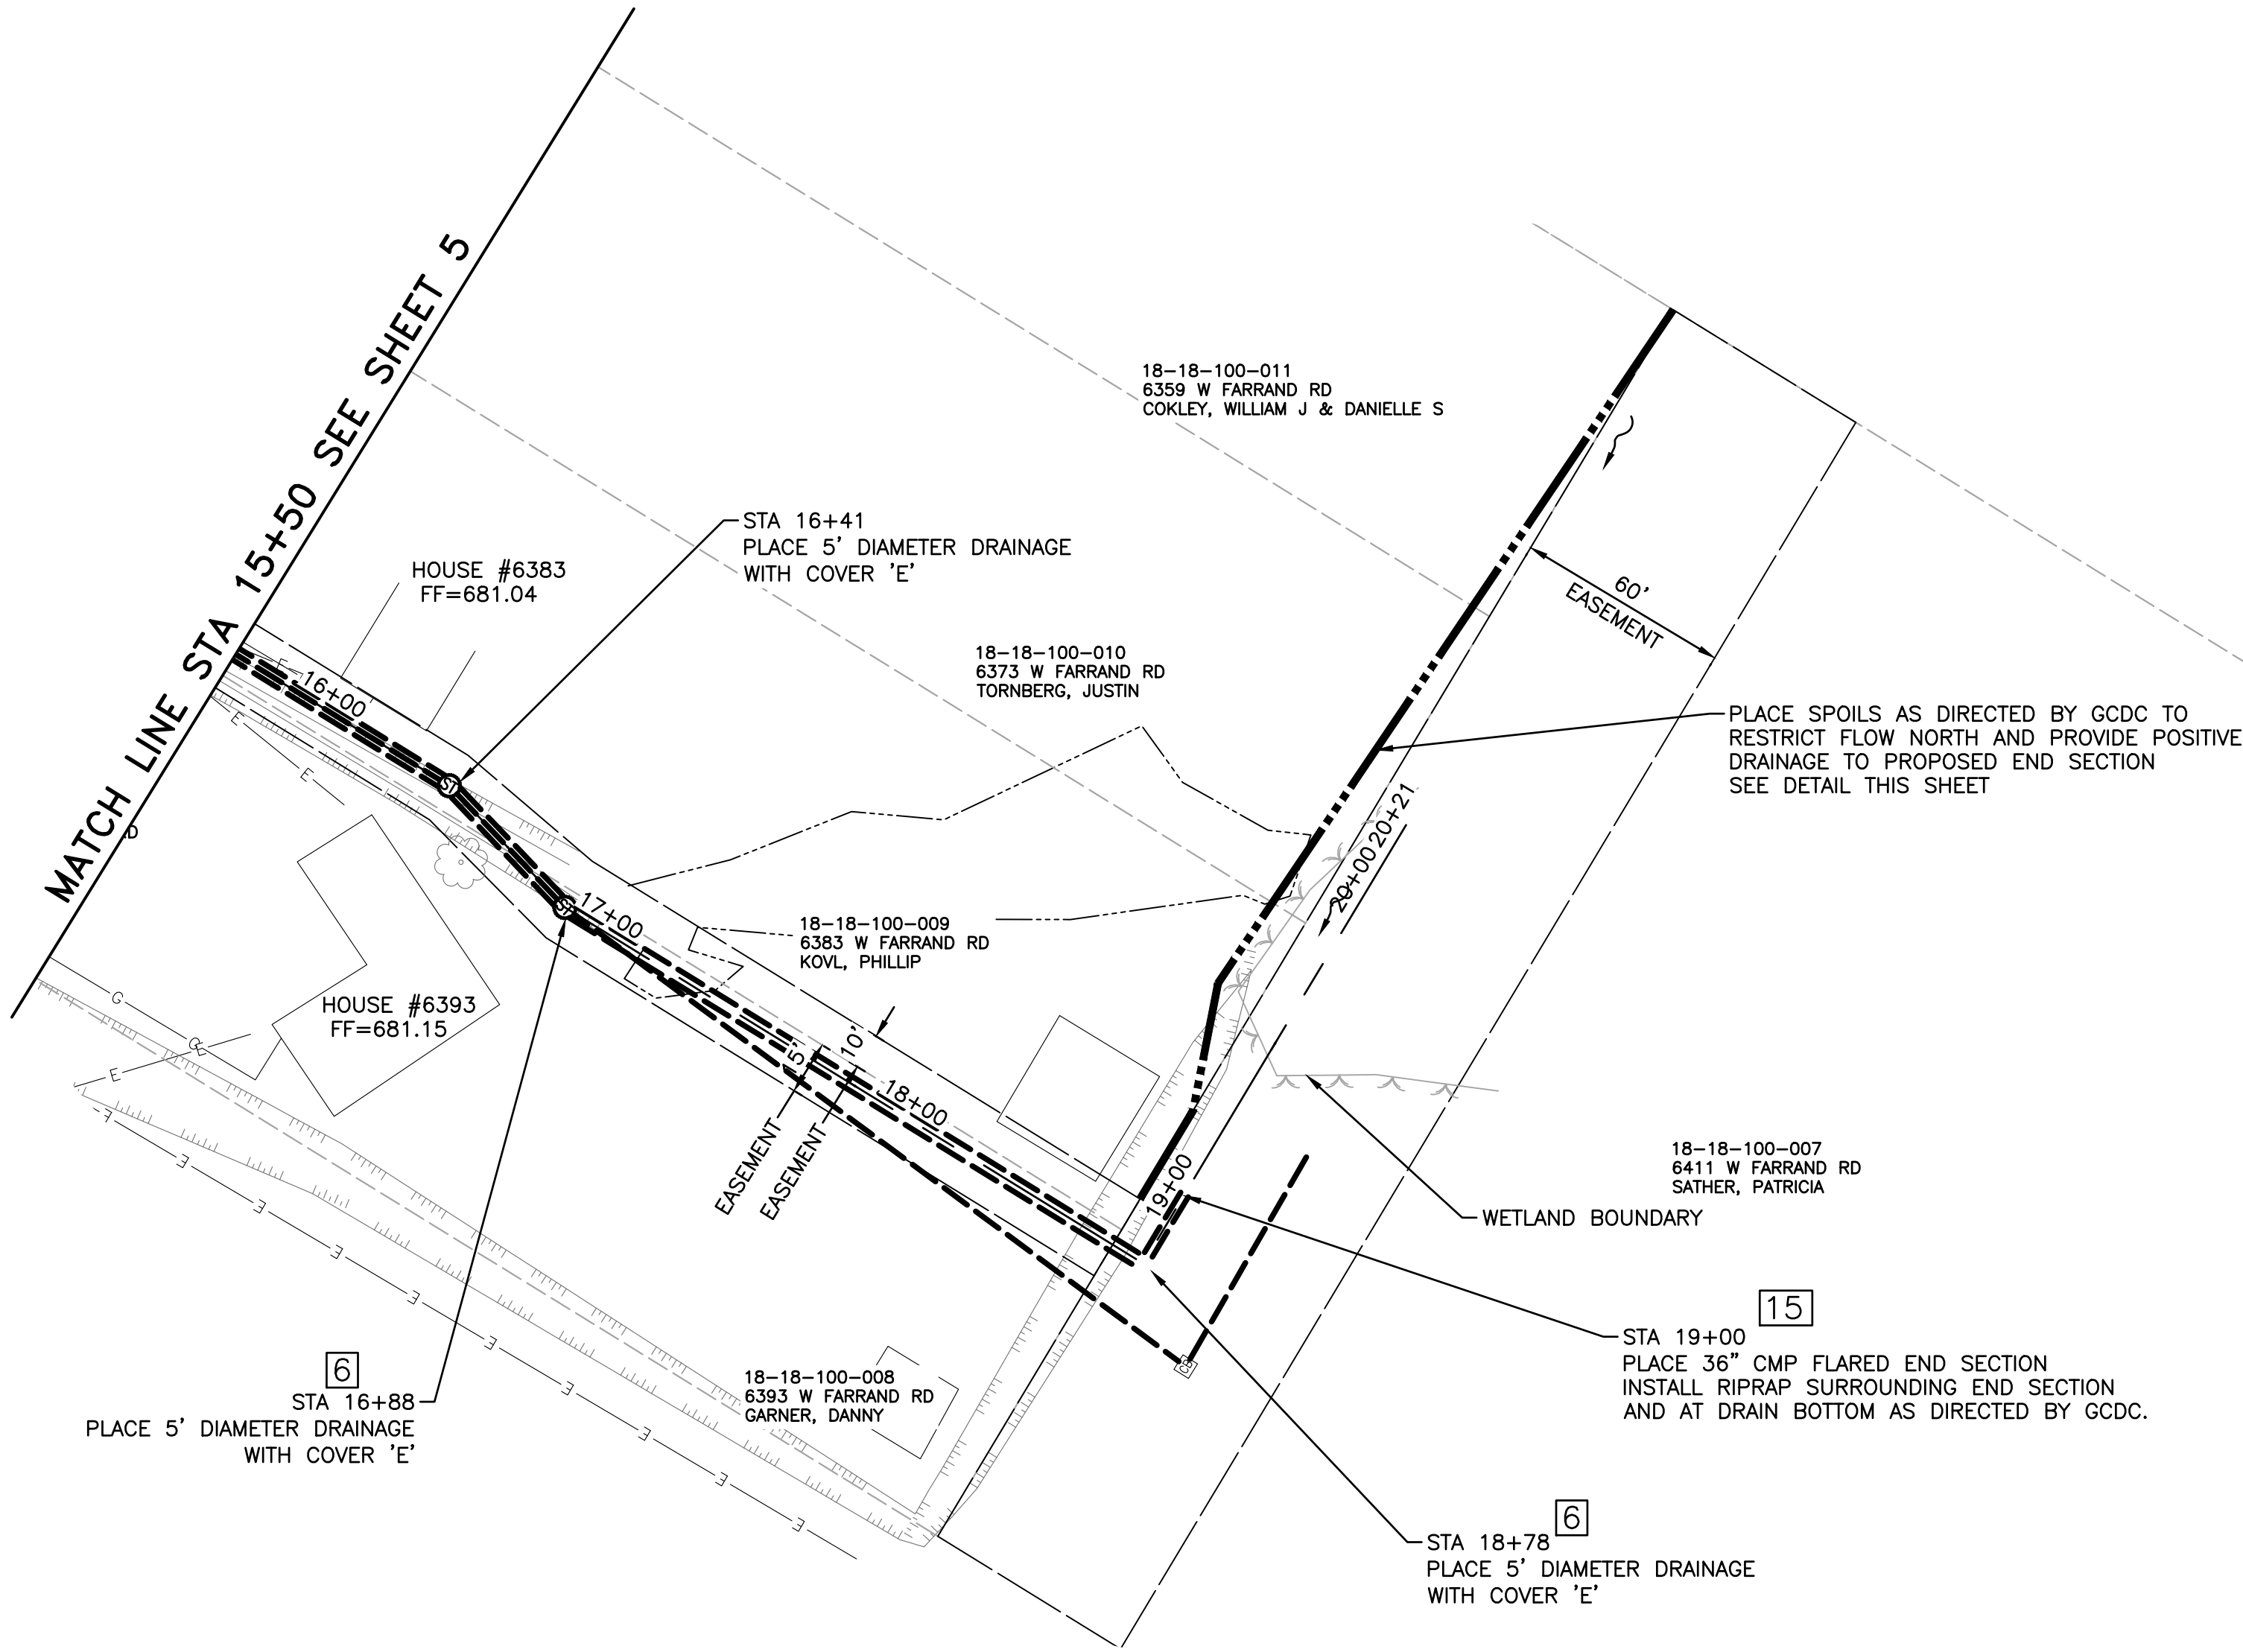 MATCH LINE STA 15+50 SEE SHEET 5
18-18-100-011
6359 W FARRAND RD
COKLEY, WILLIAM J & DANIELLE S
STA 16+41
PLACE 5' DIAMETER DRAINAGE
WITH COVER 'E'
HOUSE #6383
FF=681.04
60'
EASEMENT
18-18-100-010
6373 W FARRAND RD
TORNBERG, JUSTIN
16+00
PLACE SPOILS AS DIRECTED BY GCDC TO
RESTRICT FLOW NORTH AND PROVIDE POSITIVE
DRAINAGE TO PROPOSED END SECTION
SEE DETAIL THIS SHEET
E
E
E
ST
20+21
20+00
D
ST
17+00
18-18-100-009
6383 W FARRAND RD
KOVL, PHILLIP
G
HOUSE #6393
FF=681.15
G
E
E
5'
10'
18+00
EASEMENT
EASEMENT
19+00
18-18-100-007
6411 W FARRAND RD
SATHER, PATRICIA
WETLAND BOUNDARY
E
E
E
E
E
E
E
E
E
E
15
STA 19+00
PLACE 36" CMP FLARED END SECTION
INSTALL RIPRAP SURROUNDING END SECTION
AND AT DRAIN BOTTOM AS DIRECTED BY GCDC.
CB
6
STA 16+88
PLACE 5' DIAMETER DRAINAGE
WITH COVER 'E'
18-18-100-008
6393 W FARRAND RD
GARNER, DANNY
6
STA 18+78
PLACE 5' DIAMETER DRAINAGE
WITH COVER 'E'